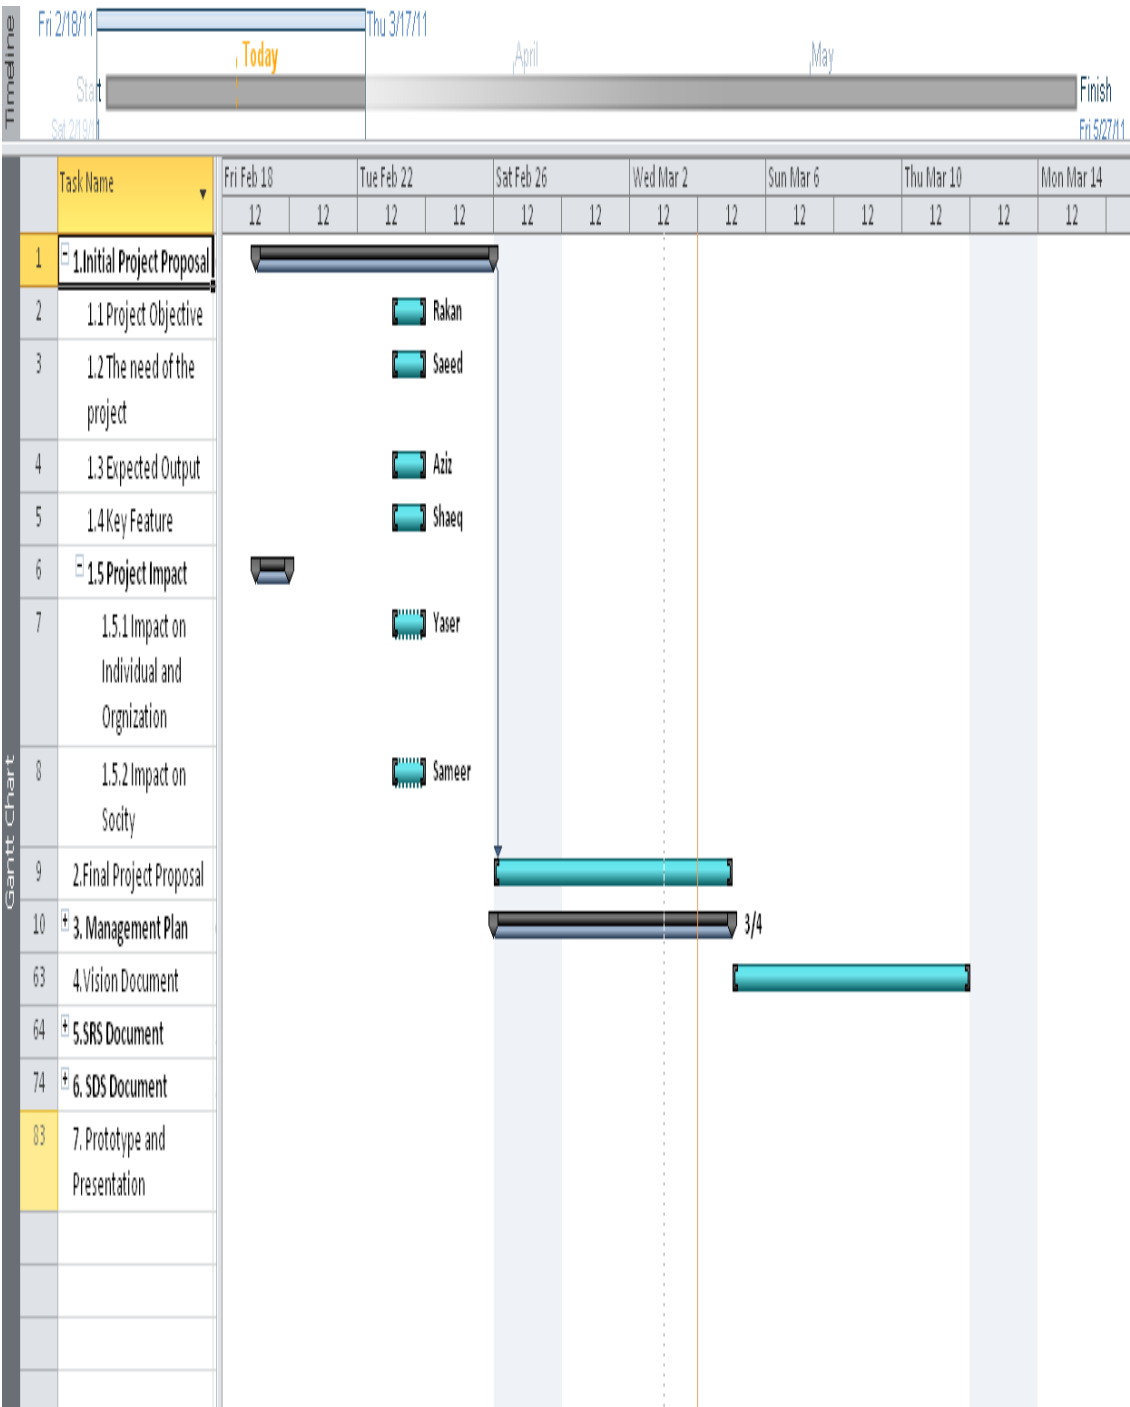 Timeline
Fri 2/18/11
Thu 3/17/11
Today
April
May
Start
Finish
Sat 2/19/11
Fri 5/27/11
Gantt Chart
Task Name
Fri Feb 18
Tue Feb 22
Sat Feb 26
Wed Mar 2
Sun Mar 6
Thu Mar 10
Mon Mar 14
12 12 12 12 12 12 12 12 12 12 12 12 12
1 1.Initial Project Proposal
2 1.1 Project Objective Rakan
3 1.2 The need of the Saeed
project
4 1.3 Expected Output Aziz
5 1.4 Key Feature Shaeq
6 1.5 Project Impact
7 1.5.1 Impact on Yaser
Individual and
Orgnization
8 1.5.2 Impact on Sameer
Socity
9 2.Final Project Proposal
10 3. Management Plan 3/4
63 4.Vision Document
64 5.SRS Document
74 6. SDS Document
83 7. Prototype and
Presentation